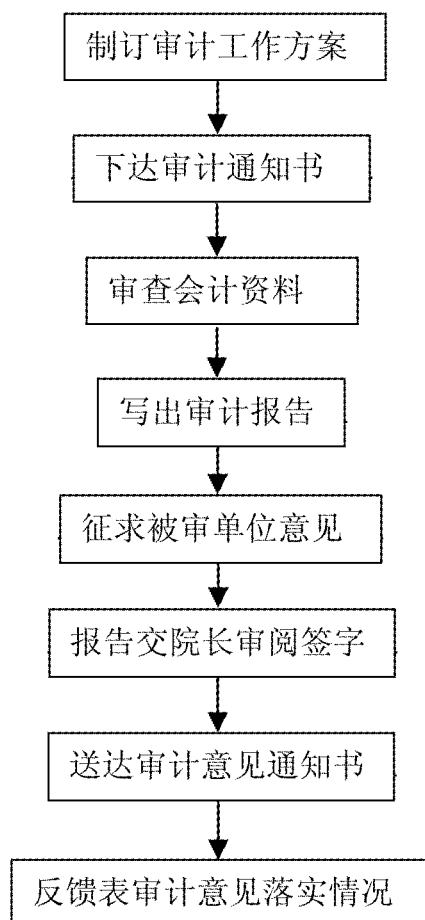 制订审计工作方案
下达审计通知书
审查会计资料
写出审计报告
征求被审单位意见
报告交院长审阅签字
送达审计意见通知书
反馈表审计意见落实情况